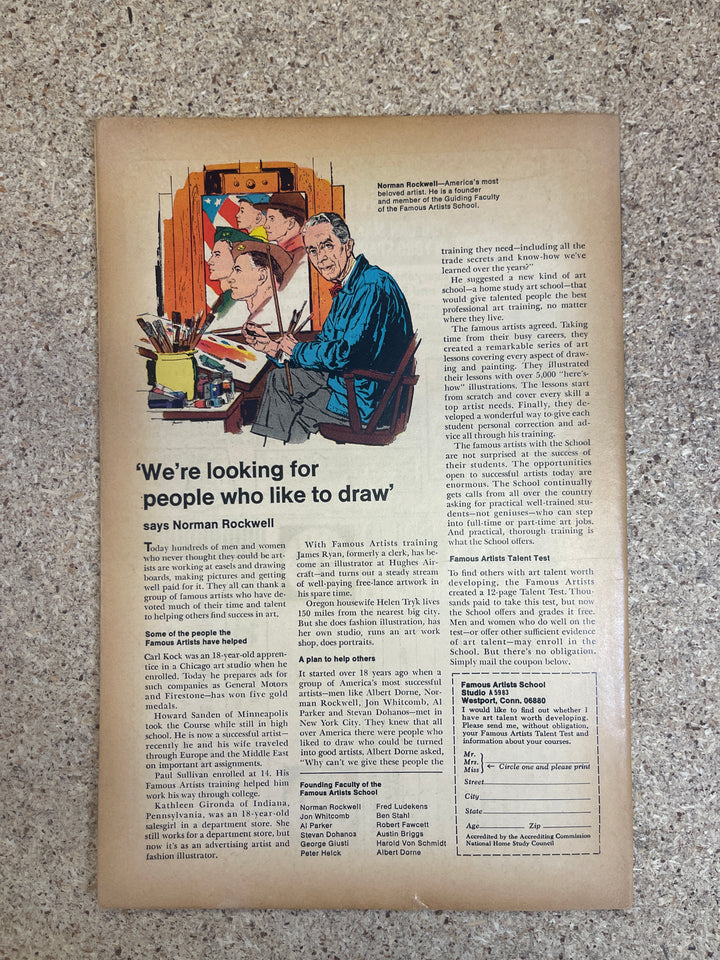 Norman Rockwell—America's most
beloved artist. He is a founder
and member of the Guiding Faculty
of the Famous Artists School.
'We're looking for
people who like to draw'
says Norman Rockwell
Today hundreds of men and women
who never thought they could be art-
ists are working at easels and drawing
boards, making pictures and getting
well paid for it. They all can thank a
group of famous artists who have de-
voted much of their time and talent
to helping others find success in art.
Some of the people the
Famous Artists have helped
Carl Kock was an 18-year-old appren-
tice in a Chicago art studio when he
enrolled. Today he prepares ads for
such companies as General Motors
and Firestone—has won five gold
medals.
Howard Sanden of Minneapolis
took the Course while still in high
school. He is now a successful artist—
recently he and his wife traveled
through Europe and the Middle East
on important art assignments.
Paul Sullivan enrolled at 14. His
Famous Artists training helped him
work his way through college.
Kathleen Gironda of Indiana,
Pennsylvania, was an 18-year-old
salesgirl in a department store. She
still works for a department store, but
now it's as an advertising artist and
fashion illustrator.
With Famous Artists training
James Ryan, formerly a clerk, has be-
come an illustrator at Hughes Air-
craft—and turns out a steady stream
of well-paying free-lance artwork in
his spare time.
Oregon housewife Helen Tryk lives
150 miles from the nearest big city.
But she does fashion illustration, has
her own studio, runs an art work
shop, does portraits.
A plan to help others
It started over 18 years ago when a
group of America's most successful
artists—men like Albert Dorne, Nor-
man Rockwell, Jon Whitcomb, Al
Parker and Stevan Dohanos—met in
New York City. They knew that all
over America there were people who
liked to draw who could be turned
into good artists. Albert Dorne asked,
"Why can't we give these people the
Founding Faculty of the
Famous Artists School
Norman Rockwell
Jon Whitcomb
Al Parker
Stevan Dohanos
George Giusti
Peter Helck
Fred Ludekens
Ben Stahl
Robert Fawcett
Austin Briggs
Harold Von Schmidt
Albert Dorne
training they need—including all the
trade secrets and know-how we've
learned over the years?"
He suggested a new kind of art
school—a home study art school—that
would give talented people the best
professional art training, no matter
where they live.
The famous artists agreed. Taking
time from their busy careers, they
created a remarkable series of art
lessons covering every aspect of draw-
ing and painting. They illustrated
their lessons with over 5,000 "here's-
how" illustrations. The lessons start
from scratch and cover every skill a
top artist needs. Finally, they de-
veloped a wonderful way to give each
student personal correction and ad-
vice all through his training.
The famous artists with the School
are not surprised at the success of
their students. The opportunities
open to successful artists today are
enormous. The School continually
gets calls from all over the country
asking for practical well-trained stu-
dents—not geniuses—who can step
into full-time or part-time art jobs.
And practical, thorough training is
what the School offers.
Famous Artists Talent Test
To find others with art talent worth
developing, the Famous Artists
created a 12-page Talent Test. Thou-
sands paid to take this test, but now
the School offers and grades it free.
Men and women who do well on the
test—or offer other sufficient evidence
of art talent—may enroll in the
School. But there's no obligation.
Simply mail the coupon below.
Famous Artists School
Studio A5983
Westport, Conn. 06880
I would like to find out whether I
have art talent worth developing.
Please send me, without obligation,
your Famous Artists Talent Test and
information about your courses.
Mr.
Mrs.
Miss
← Circle one and please print
Street
City
State
Age Zip
Accredited by the Accrediting Commission
National Home Study Council